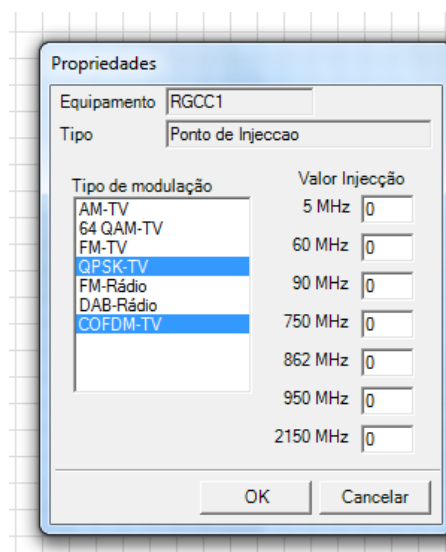 Propriedades
Equipamento RGCC1
Tipo Ponto de Injeccao
Tipo de modulação
AM-TV
64 QAM-TV
FM-TV
QPSK-TV
FM-Rádio
DAB-Rádio
COFDM-TV
Valor Injecção
5 MHz 0
60 MHz 0
90 MHz 0
750 MHz 0
862 MHz 0
950 MHz 0
2150 MHz 0
OK Cancelar